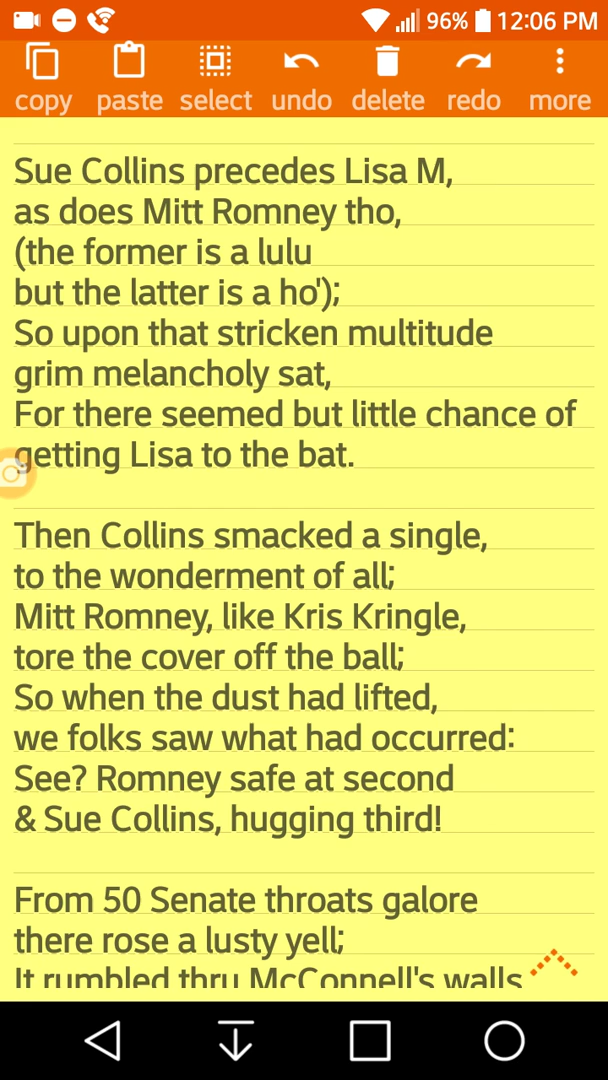 96% 12:06 PM
copy paste select undo delete redo more
Sue Collins precedes Lisa M,
as does Mitt Romney tho,
(the former is a lulu
but the latter is a ho');
So upon that stricken multitude
grim melancholy sat,
For there seemed but little chance of
getting Lisa to the bat.
Then Collins smacked a single,
to the wonderment of all;
Mitt Romney, like Kris Kringle,
tore the cover off the ball;
So when the dust had lifted,
we folks saw what had occurred:
See? Romney safe at second
& Sue Collins, hugging third!
From 50 Senate throats galore
there rose a lusty yell;
It rumbled thru McConnell's walls